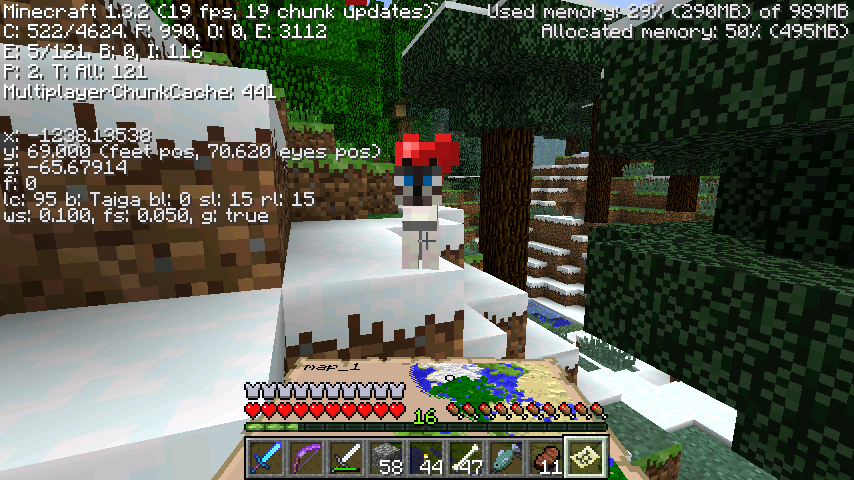 Minecraft 1.3.2 (19 fps, 19 chunk updates)
Used memory: 29% (290MB) of 989MB
C: 522/4624, F: 990, O: 0, E: 3112
Allocated memory: 50% (495MB)
E: 5/121, B: 0, I: 116
P: 2, T: All: 121
MultiplayerChunkCache: 441
x: -1238.13538
y: 69.000 (feet pos, 70.620 eyes pos)
z: -65.67914
f: 0
lc: 95 b: Taiga bl: 0 sl: 15 rl: 15
ws: 0.100, fs: 0.050, g: true
map_1
16
58
44
47
11